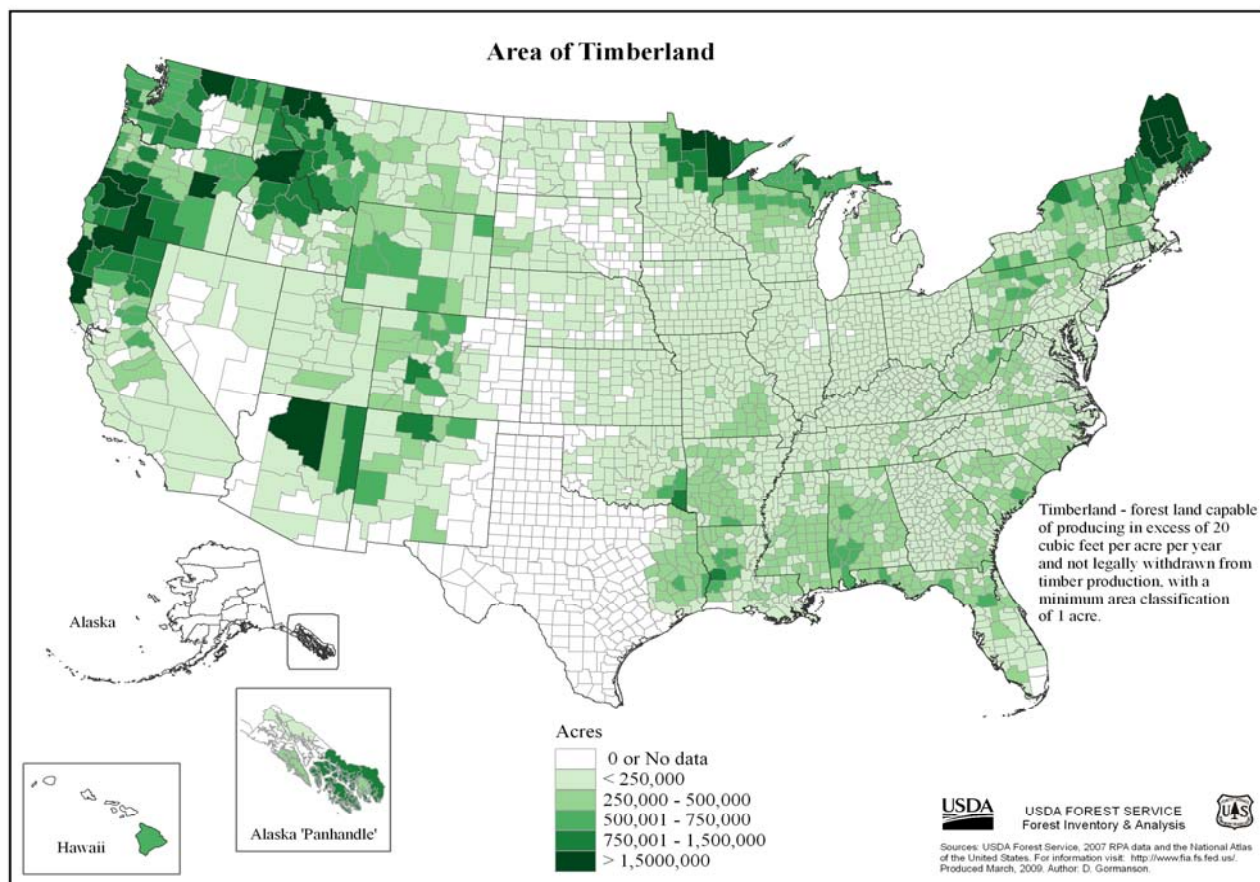 Area of Timberland
Timberland - forest land capable
of producing in excess of 20
cubic feet per acre per year
and not legally withdrawn from
timber production, with a
minimum area classification
of 1 acre.
Alaska
Alaska 'Panhandle'
Hawaii
Acres
0 or No data
< 250,000
250,000 - 500,000
500,001 - 750,000
750,001 - 1,500,000
> 1,5000,000
USDA
USDA FOREST SERVICE
Forest Inventory & Analysis
U S
Sources: USDA Forest Service, 2007 RPA data and the National Atlas
of the United States. For information visit: http://www.fia.fs.fed.us/.
Produced March, 2009. Author: D. Gormanson.